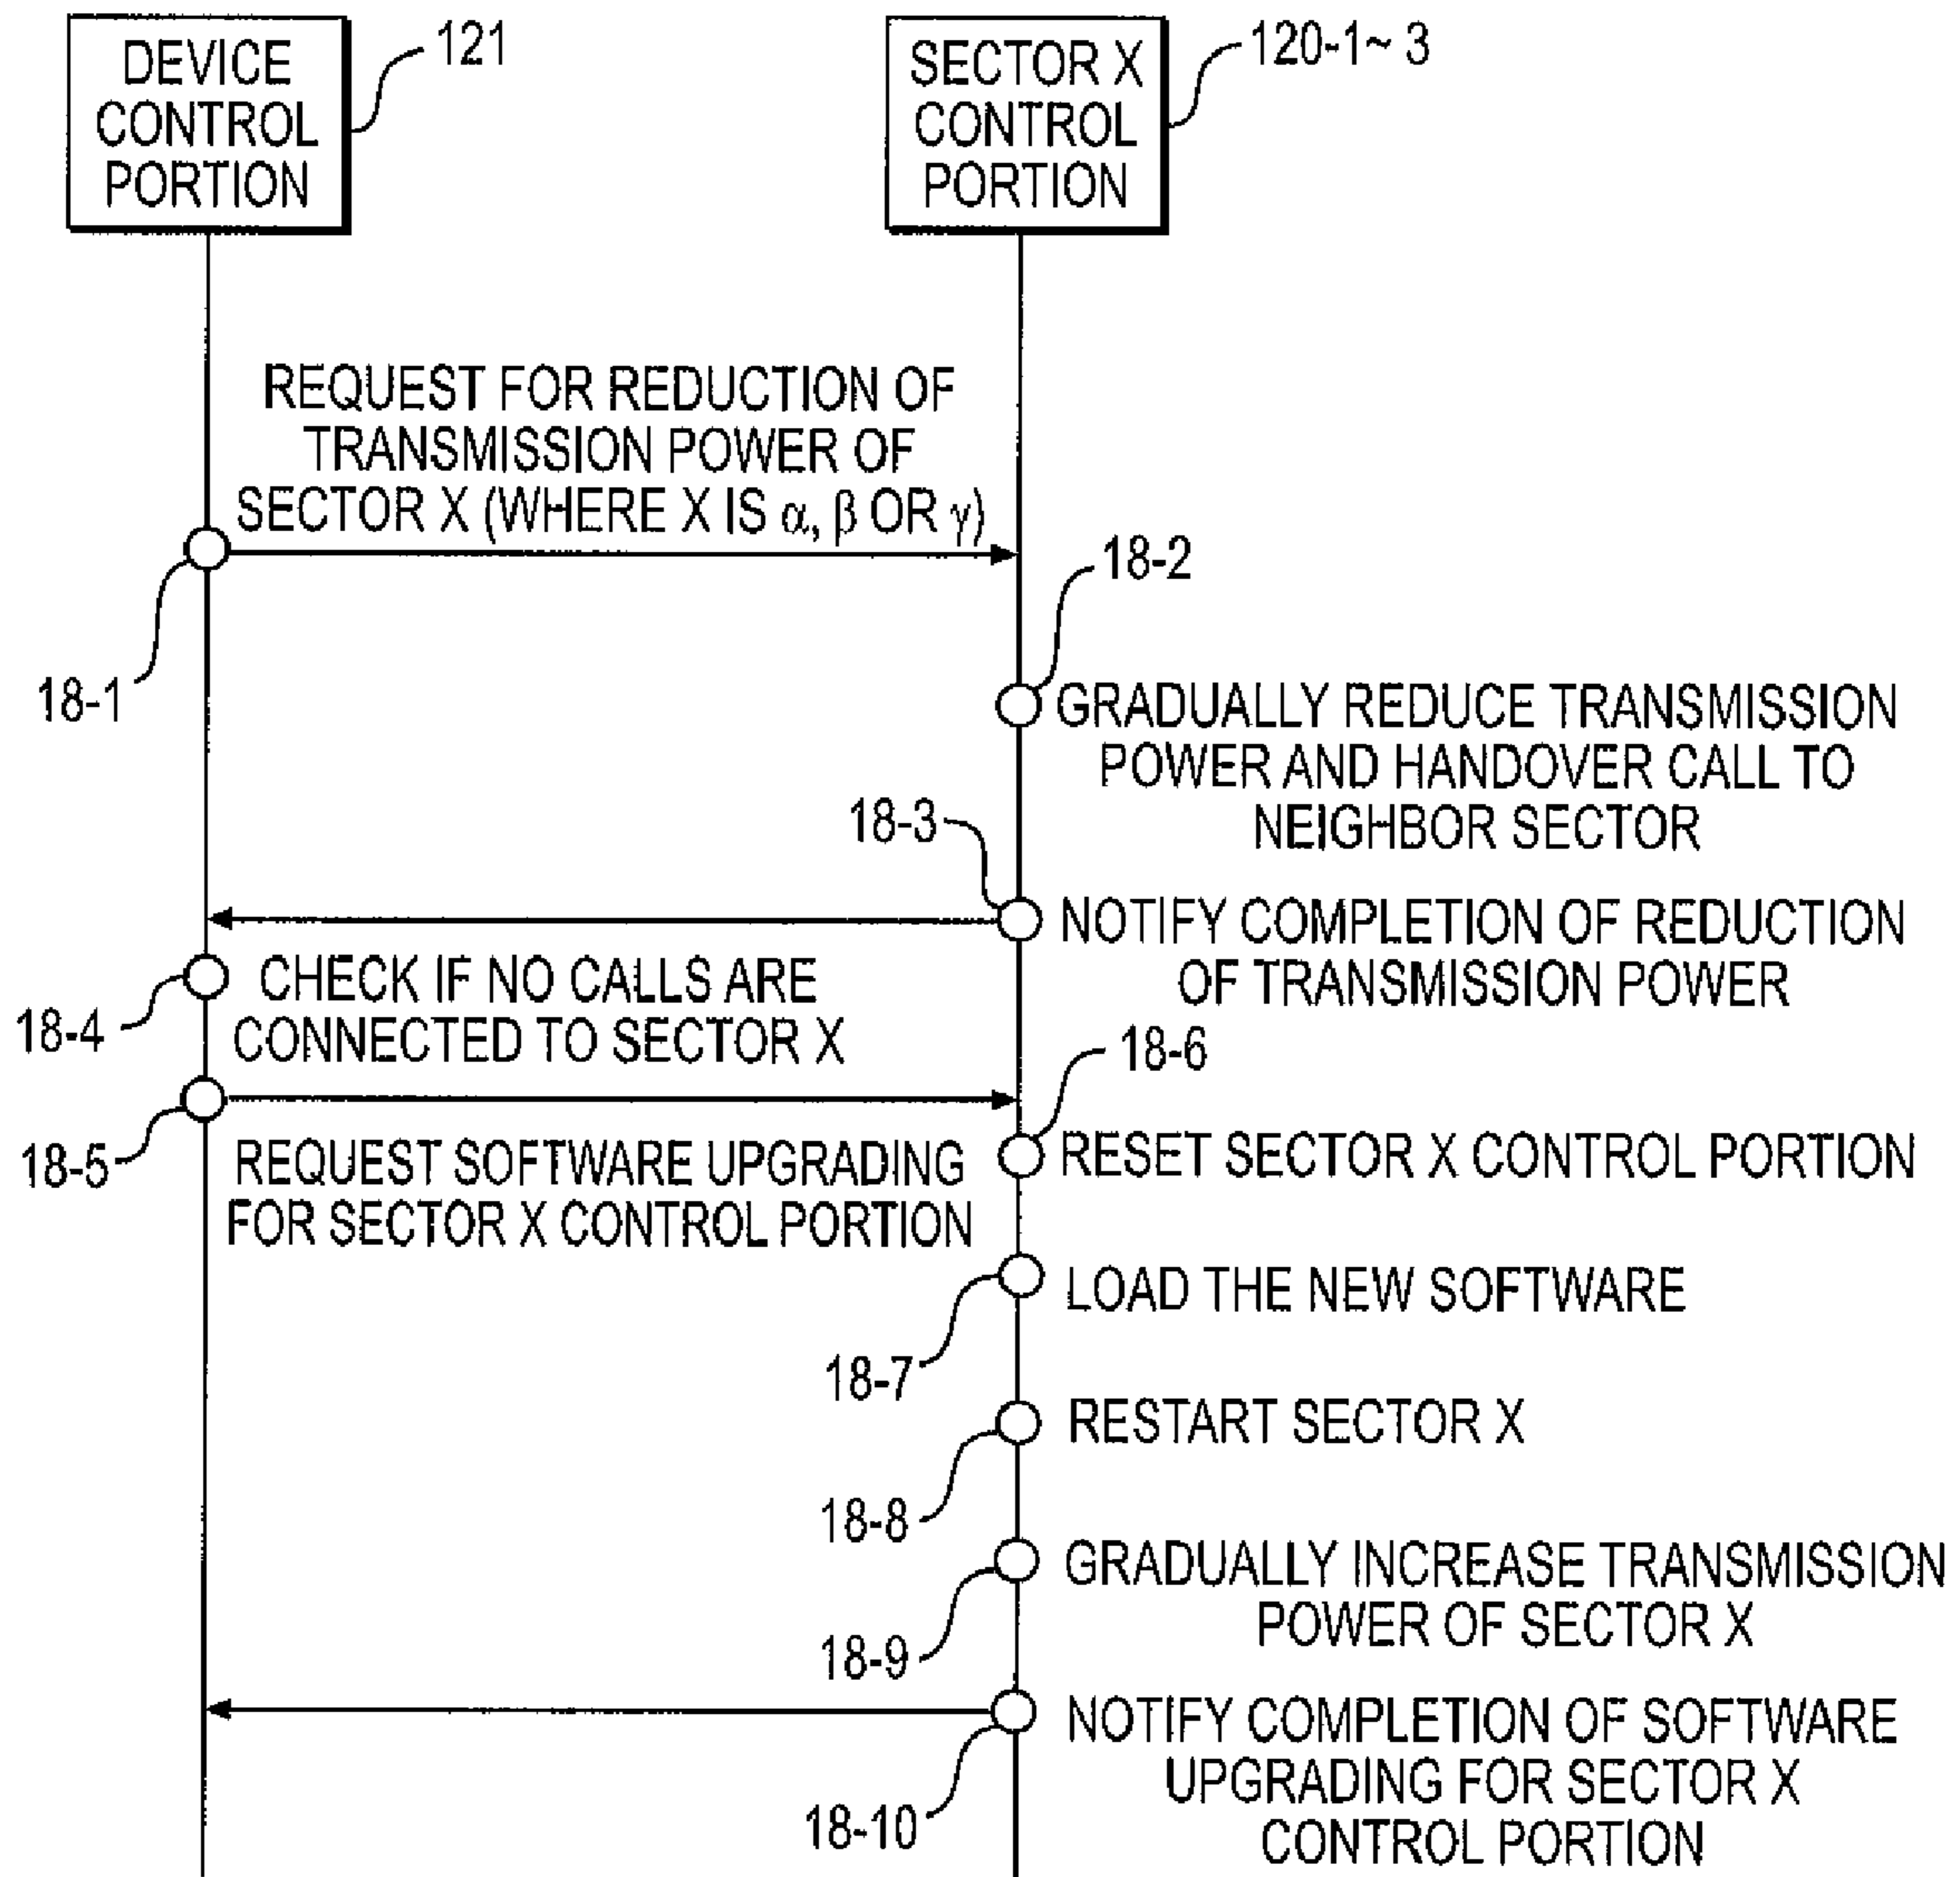 DEVICE
CONTROL
PORTION
121
SECTOR X
CONTROL
PORTION
120-1~ 3
REQUEST FOR REDUCTION OF
TRANSMISSION POWER OF
SECTOR X (WHERE X IS α, β OR γ)
18-1
18-2
GRADUALLY REDUCE TRANSMISSION
POWER AND HANDOVER CALL TO
NEIGHBOR SECTOR
18-3
NOTIFY COMPLETION OF REDUCTION
OF TRANSMISSION POWER
18-4
CHECK IF NO CALLS ARE
CONNECTED TO SECTOR X
18-5
REQUEST SOFTWARE UPGRADING
FOR SECTOR X CONTROL PORTION
18-6
RESET SECTOR X CONTROL PORTION
LOAD THE NEW SOFTWARE
18-7
RESTART SECTOR X
18-8
GRADUALLY INCREASE TRANSMISSION
POWER OF SECTOR X
18-9
NOTIFY COMPLETION OF SOFTWARE
UPGRADING FOR SECTOR X
CONTROL PORTION
18-10